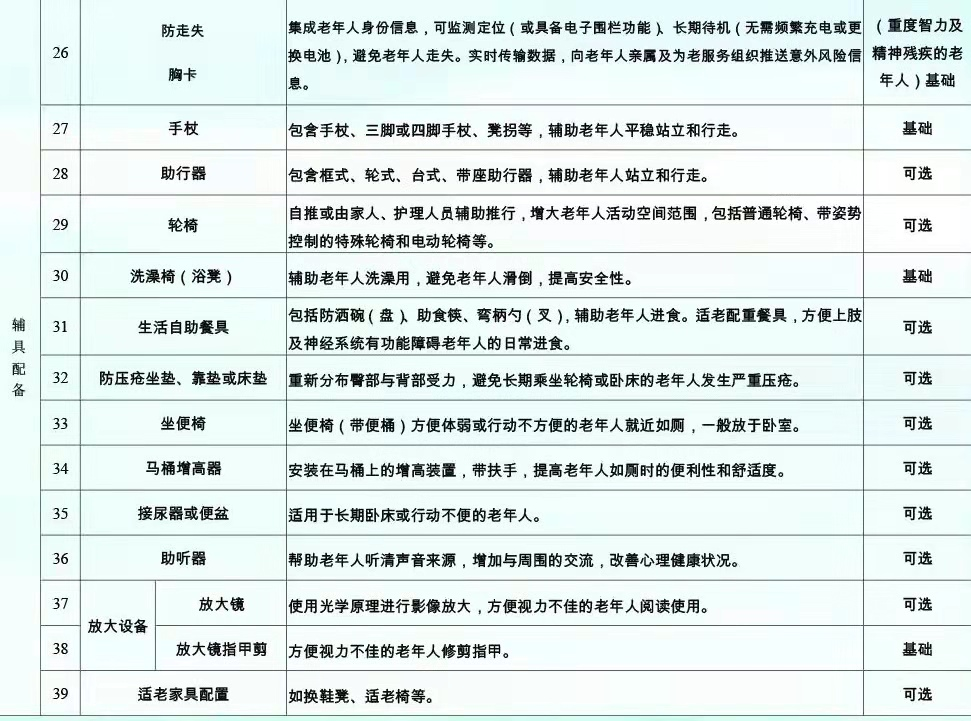 26
防走失
胸卡
集成老年人身份信息，可监测定位（或具备电子围栏功能）、长期待机（无需频繁充电或更
换电池），避免老年人走失。实时传输数据，向老年人亲属及为老服务组织推送意外风险信
息。
（重度智力及
精神残疾的老
年人）基础
27
手杖
包含手杖、三脚或四脚手杖、凳拐等，辅助老年人平稳站立和行走。
基础
28
助行器
包含框式、轮式、台式、带座助行器，辅助老年人站立和行走。
可选
29
轮椅
自推或由家人、护理人员辅助推行，增大老年人活动空间范围，包括普通轮椅、带姿势
控制的特殊轮椅和电动轮椅等。
可选
30
洗澡椅（浴凳）
辅助老年人洗澡用，避免老年人滑倒，提高安全性。
基础
辅
具
配
备
31
生活自助餐具
包括防洒碗（盘）、助食筷、弯柄勺（叉），辅助老年人进食。适老配重餐具，方便上肢
及神经系统有功能障碍老年人的日常进食。
可选
32
防压疮坐垫、靠垫或床垫
重新分布臀部与背部受力，避免长期乘坐轮椅或卧床的老年人发生严重压疮。
可选
33
坐便椅
坐便椅（带便桶）方便体弱或行动不方便的老年人就近如厕，一般放于卧室。
可选
34
马桶增高器
安装在马桶上的增高装置，带扶手，提高老年人如厕时的便利性和舒适度。
可选
35
接尿器或便盆
适用于长期卧床或行动不便的老年人。
可选
36
助听器
帮助老年人听清声音来源，增加与周围的交流，改善心理健康状况。
可选
放大设备
37
放大镜
使用光学原理进行影像放大，方便视力不佳的老年人阅读使用。
可选
38
放大镜指甲剪
方便视力不佳的老年人修剪指甲。
基础
39
适老家具配置
如换鞋凳、适老椅等。
可选